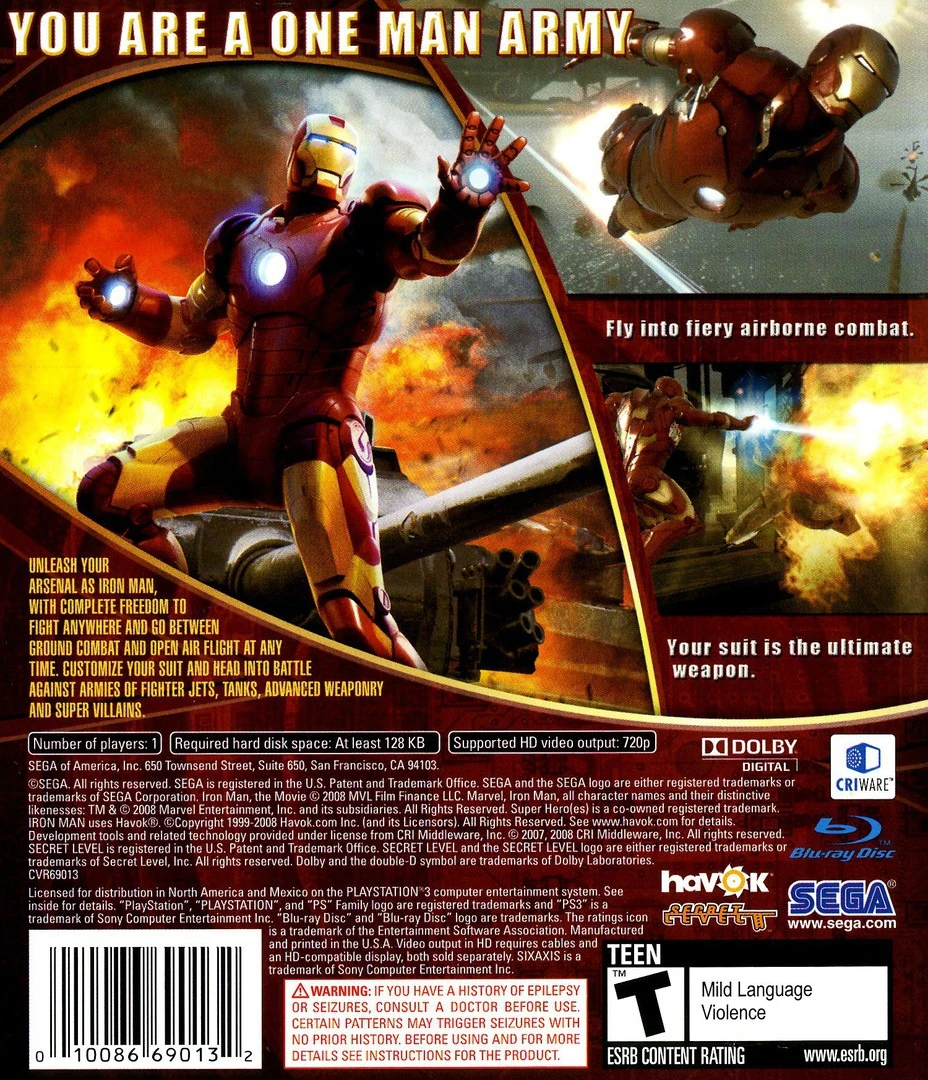 YOU ARE A ONE MAN ARMY
Fly into fiery airborne combat.
Your suit is the ultimate
weapon.
UNLEASH YOUR
ARSENAL AS IRON MAN,
WITH COMPLETE FREEDOM TO
FIGHT ANYWHERE AND GO BETWEEN
GROUND COMBAT AND OPEN AIR FLIGHT AT ANY
TIME. CUSTOMIZE YOUR SUIT AND HEAD INTO BATTLE
AGAINST ARMIES OF FIGHTER JETS, TANKS, ADVANCED WEAPONRY
AND SUPER VILLAINS.
Number of players: 1 Required hard disk space: At least 128 KB Supported HD video output: 720p
SEGA of America, Inc. 650 Townsend Street, Suite 650, San Francisco, CA 94103.
©SEGA. All rights reserved. SEGA is registered in the U.S. Patent and Trademark Office. SEGA and the SEGA logo are either registered trademarks or
trademarks of SEGA Corporation. Iron Man, the Movie © 2008 MVL Film Finance LLC. Marvel, Iron Man, all character names and their distinctive
likenesses: TM & © 2008 Marvel Entertainment, Inc. and its subsidiaries. All Rights Reserved. Super Hero(es) is a co-owned registered trademark.
IRON MAN uses Havok®. ©Copyright 1999-2008 Havok.com Inc. (and its Licensors). All Rights Reserved. See www.havok.com for details.
Development tools and related technology provided under license from CRI Middleware, Inc. © 2007, 2008 CRI Middleware, Inc. All rights reserved.
SECRET LEVEL is registered in the U.S. Patent and Trademark Office. SECRET LEVEL and the SECRET LEVEL logo are either registered trademarks or
trademarks of Secret Level, Inc. All rights reserved. Dolby and the double-D symbol are trademarks of Dolby Laboratories.
CVR69013
Licensed for distribution in North America and Mexico on the PLAYSTATION®3 computer entertainment system. See
inside for details. "PlayStation", "PLAYSTATION", and "PS" Family logo are registered trademarks and "PS3" is a
trademark of Sony Computer Entertainment Inc. "Blu-ray Disc" and "Blu-ray Disc" logo are trademarks. The ratings icon
is a trademark of the Entertainment Software Association. Manufactured
and printed in the U.S.A. Video output in HD requires cables and
an HD-compatible display, both sold separately. SIXAXIS is a
trademark of Sony Computer Entertainment Inc.
DOLBY
DIGITAL
CRIWARE™
Blu-ray Disc™
havok
SECRET
SEGA®
www.sega.com
⚠WARNING: IF YOU HAVE A HISTORY OF EPILEPSY
OR SEIZURES, CONSULT A DOCTOR BEFORE USE.
CERTAIN PATTERNS MAY TRIGGER SEIZURES WITH
NO PRIOR HISTORY. BEFORE USING AND FOR MORE
DETAILS SEE INSTRUCTIONS FOR THE PRODUCT.
0 10086 69013 2
TEEN
TM
T
Mild Language
Violence
ESRB CONTENT RATING www.esrb.org